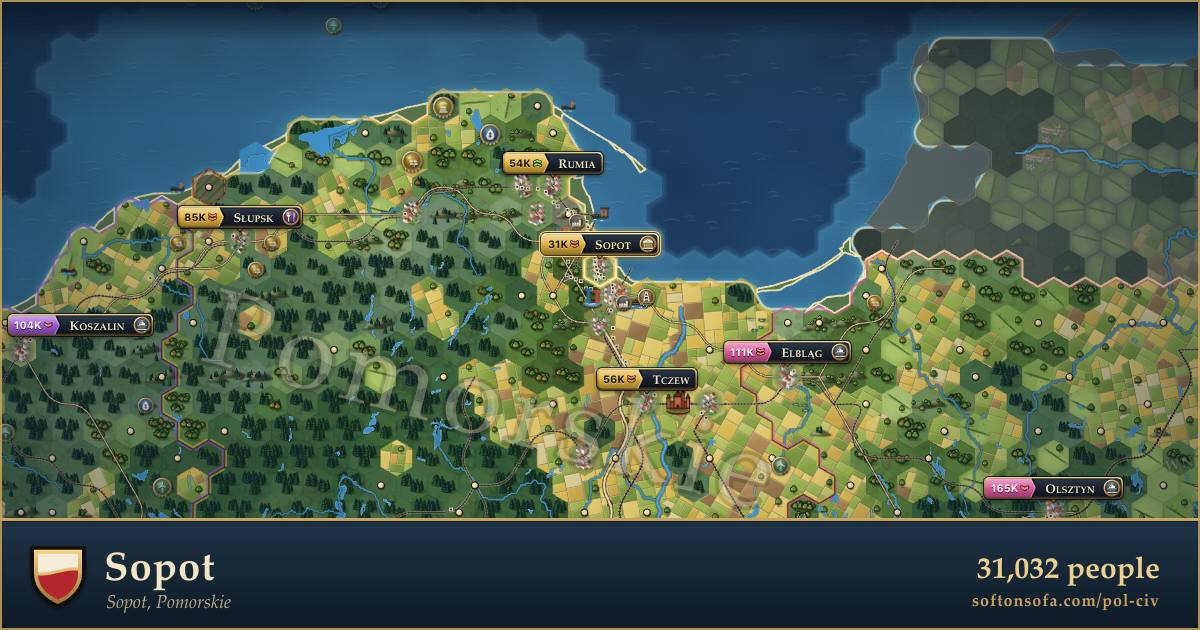 54K Rumia
85K Słupsk
31K Sopot
104K Koszalin
Pomorskie
111K Elbląg
56K Tczew
165K Olsztyn
Sopot
Sopot, Pomorskie
31,032 people
softonsofa.com/pol-civ